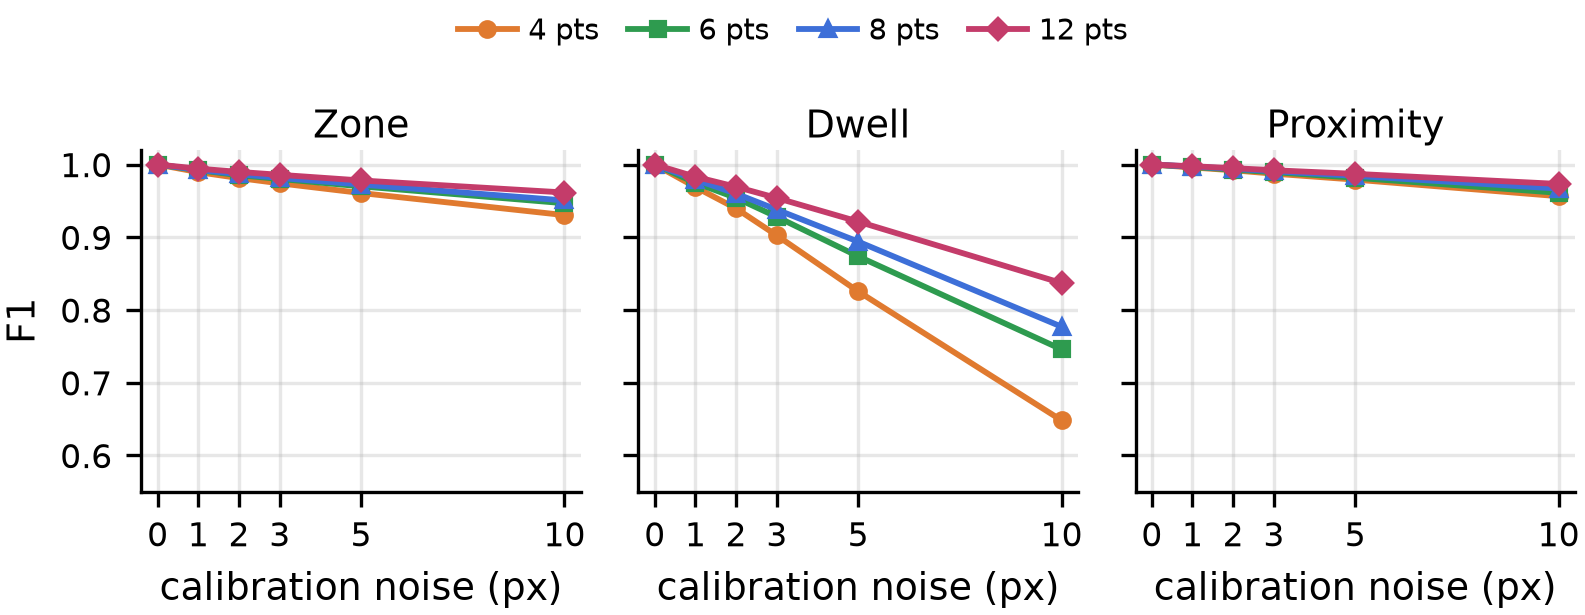 4 pts 6 pts 8 pts 12 pts
Zone Dwell Proximity
F1
1.0
0.9
0.8
0.7
0.6
0 1 2 3 5 10 0 1 2 3 5 10 0 1 2 3 5 10
calibration noise (px) calibration noise (px) calibration noise (px)